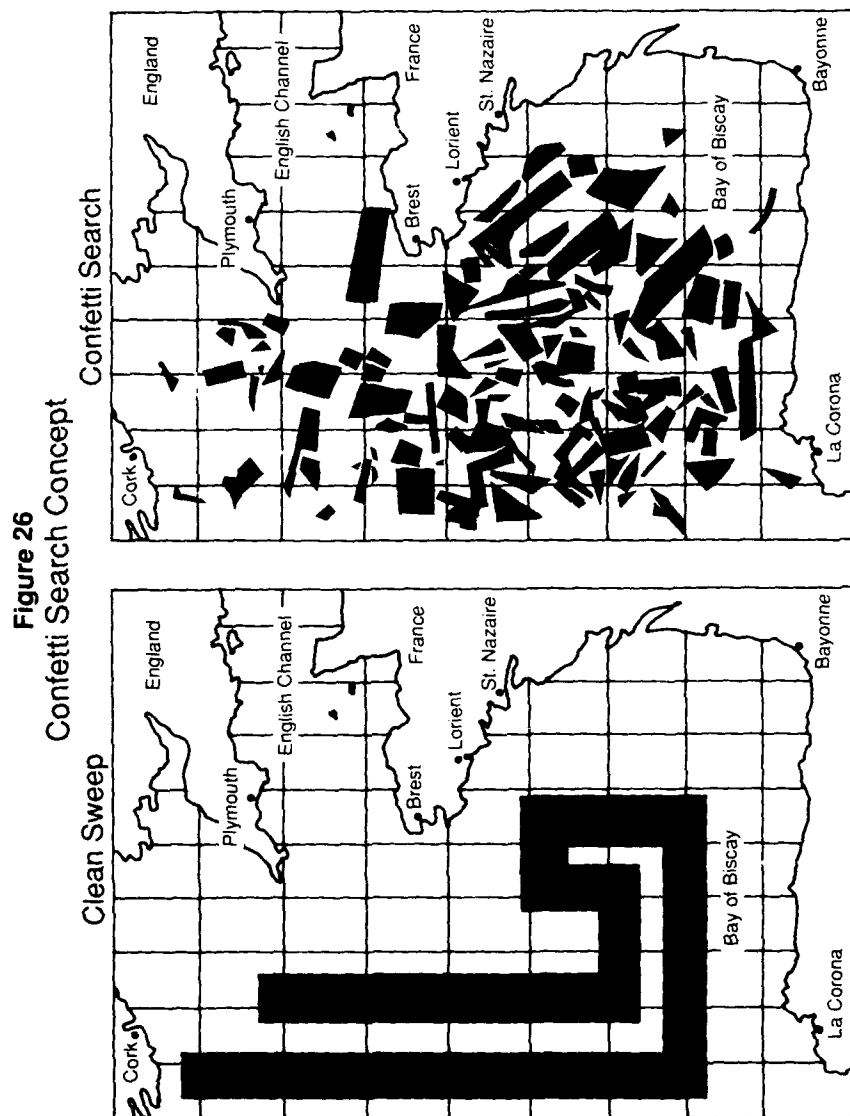 Figure 26
Confetti Search Concept
Clean Sweep
Cork
Plymouth
England
English Channel
Brest
France
Lorient
St. Nazaire
Bay of Biscay
La Corona
Bayonne
Confetti Search
Cork
Plymouth
England
English Channel
Brest
France
Lorient
St. Nazaire
Bay of Biscay
La Corona
Bayonne